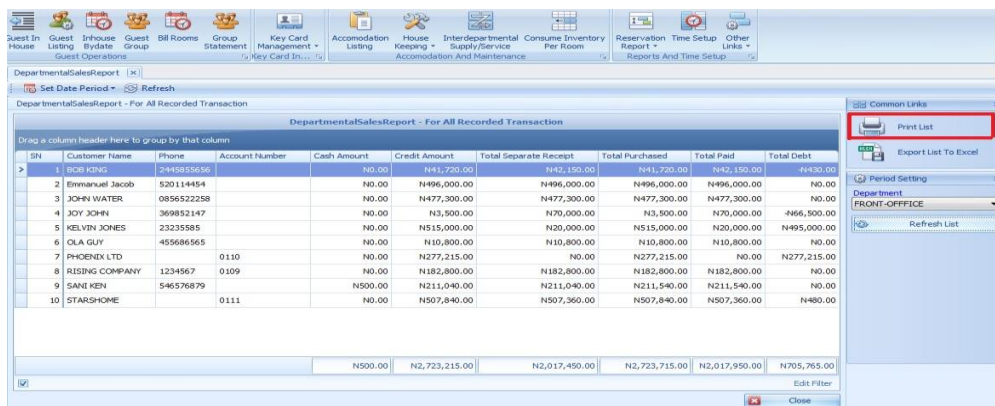 Guest In House Guest Listing Inhouse Bydate Guest Group Bill Rooms Group Statement Key Card Management Accomodation Listing House Keeping Interdepartmental Supply/Service Consume Inventory Per Room Reservation Report Time Setup Other Links
Guest Operations Key Card In... Accomodation And Maintenance Reports And Time Setup
DepartmentalSalesReport
Set Date Period Refresh
DepartmentalSalesReport - For All Recorded Transaction Common Links
DepartmentalSalesReport - For All Recorded Transaction
Print List
Drag a column header here to group by that column
Export List To Excel
SN Customer Name Phone Account Number Cash Amount Credit Amount Total Separate Receipt Total Purchased Total Paid Total Debt
1 BOB KING 2445855656 N0.00 N41,720.00 N42,150.00 N41,720.00 N42,150.00 -N430.00
2 Emmanuel Jacob 520114454 N0.00 N496,000.00 N496,000.00 N496,000.00 N496,000.00 N0.00
3 JOHN WATER 0856522258 N0.00 N477,300.00 N477,300.00 N477,300.00 N477,300.00 N0.00
4 JOY JOHN 369852147 N0.00 N3,500.00 N70,000.00 N3,500.00 N70,000.00 -N66,500.00
5 KELVIN JONES 23235585 N0.00 N515,000.00 N20,000.00 N515,000.00 N20,000.00 N495,000.00
6 OLA GUY 455686565 N0.00 N10,800.00 N10,800.00 N10,800.00 N10,800.00 N0.00
7 PHOENIX LTD 0110 N0.00 N277,215.00 N0.00 N277,215.00 N0.00 N277,215.00
8 RISING COMPANY 1234567 0109 N0.00 N182,800.00 N182,800.00 N182,800.00 N182,800.00 N0.00
9 SANI KEN 546576879 N500.00 N211,040.00 N211,040.00 N211,540.00 N211,540.00 N0.00
10 STARSHOME 0111 N0.00 N507,840.00 N507,360.00 N507,840.00 N507,360.00 N480.00
Period Setting
Department
FRONT-OFFFICE
Refresh List
N500.00 N2,723,215.00 N2,017,450.00 N2,723,715.00 N2,017,950.00 N705,765.00
Edit Filter
Close